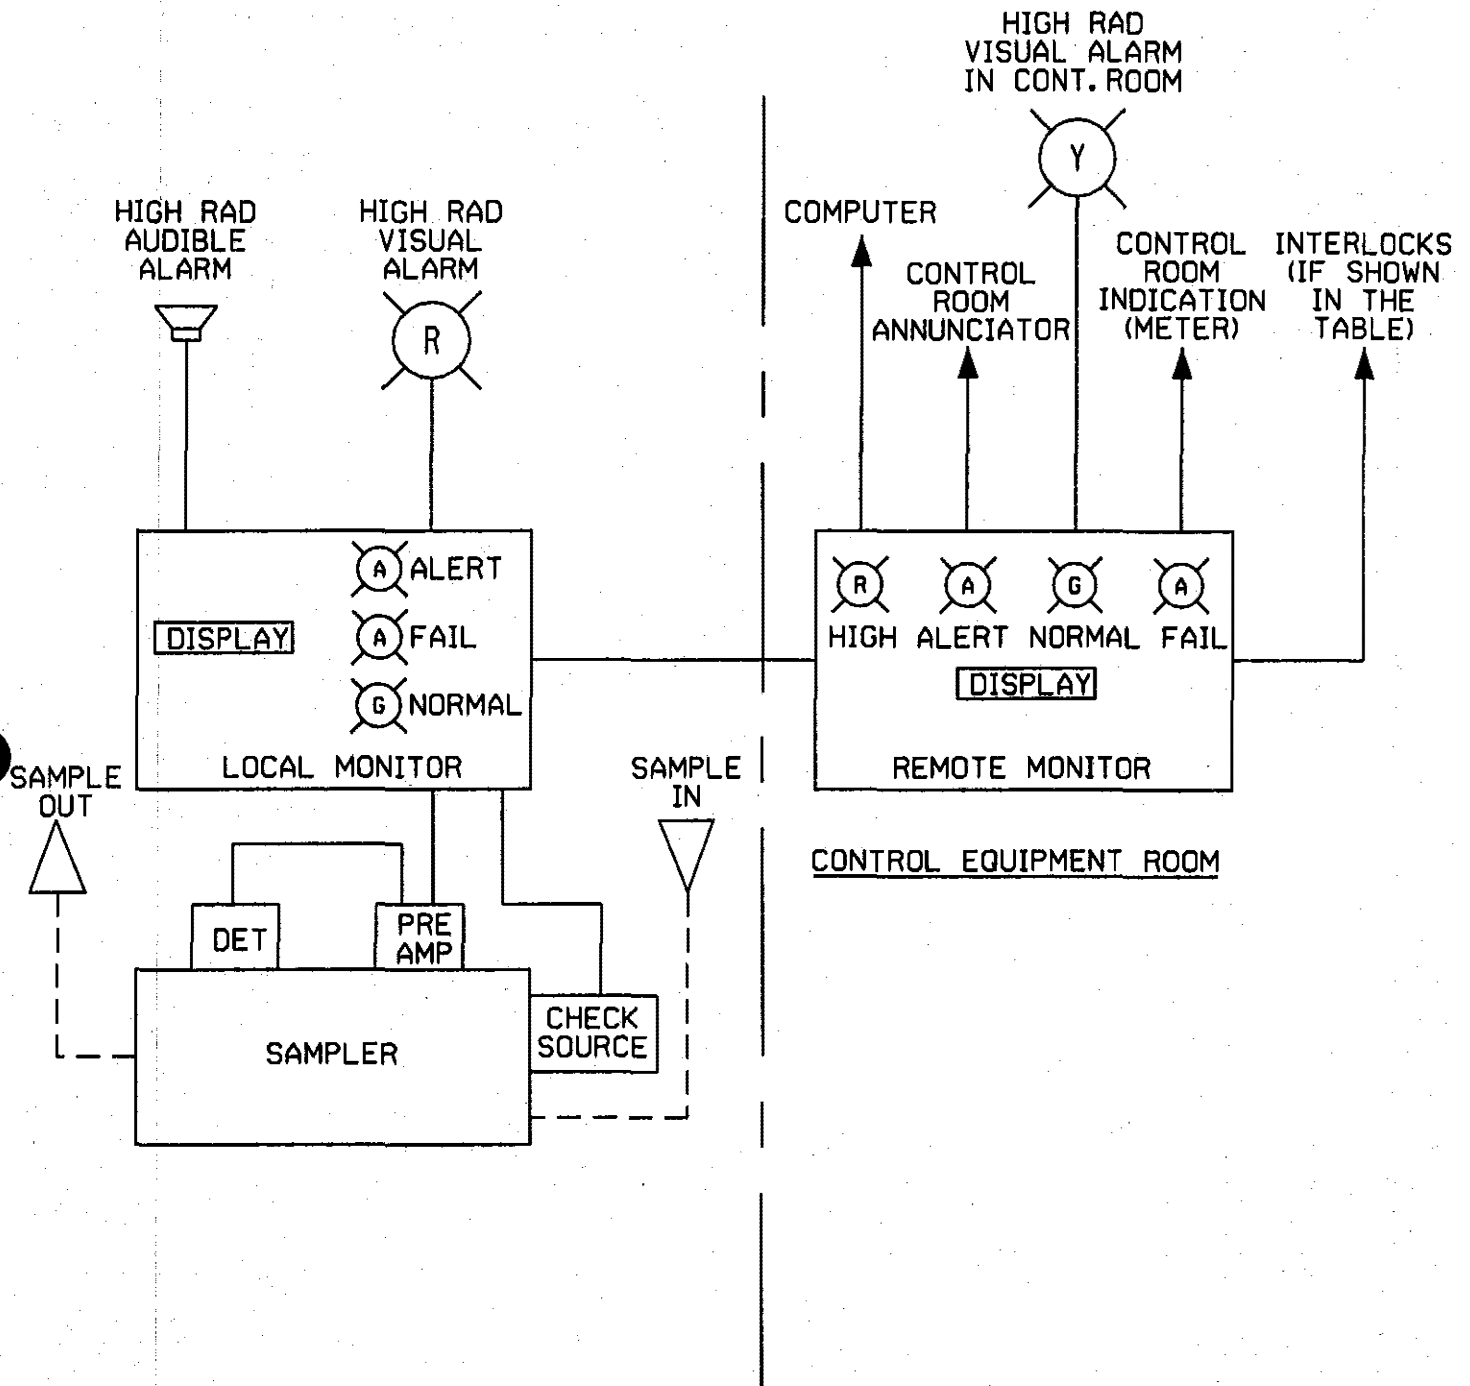 HIGH RAD
VISUAL ALARM
IN CONT. ROOM
Y
HIGH RAD
AUDIBLE
ALARM
HIGH RAD
VISUAL
ALARM
R
COMPUTER
CONTROL
ROOM
ANNUNCIATOR
CONTROL
ROOM
INDICATION
(METER)
INTERLOCKS
(IF SHOWN
IN THE
TABLE)
A ALERT
DISPLAY
A FAIL
G NORMAL
LOCAL MONITOR
R A G A
HIGH ALERT NORMAL FAIL
DISPLAY
REMOTE MONITOR
SAMPLE
OUT
SAMPLE
IN
CONTROL EQUIPMENT ROOM
DET
PRE
AMP
SAMPLER
CHECK
SOURCE